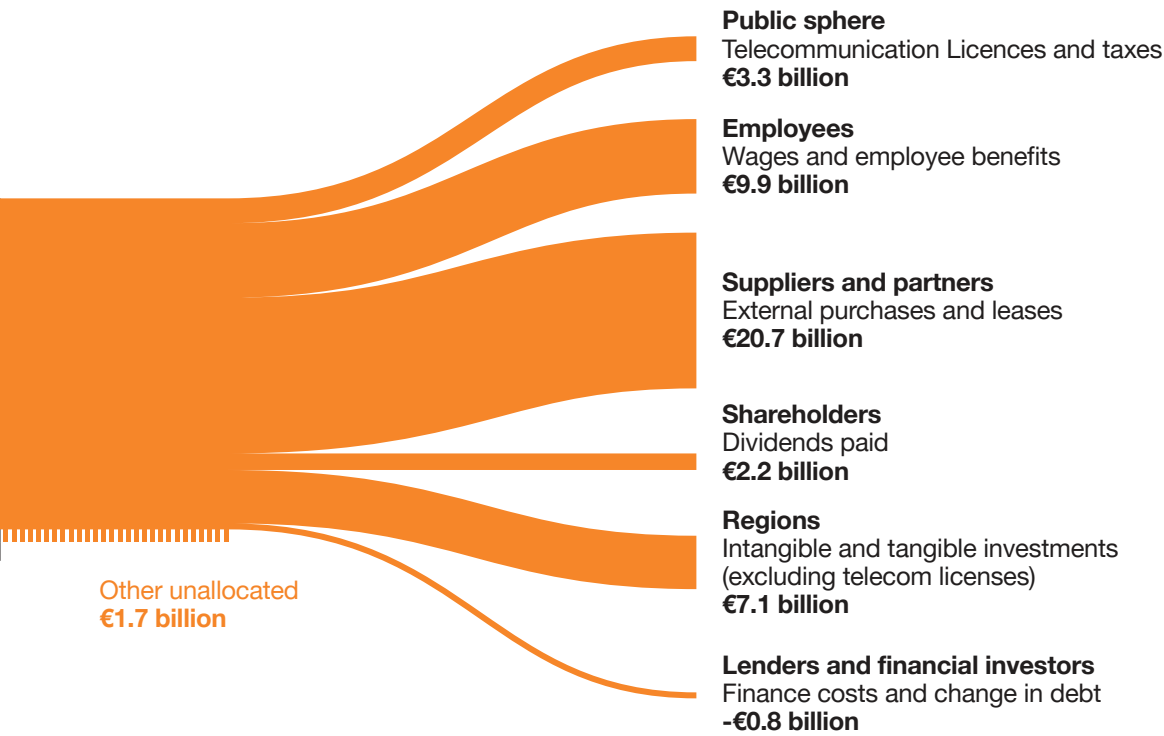 Public sphere
Telecommunication Licences and taxes
€3.3 billion
Employees
Wages and employee benefits
€9.9 billion
Suppliers and partners
External purchases and leases
€20.7 billion
Shareholders
Dividends paid
€2.2 billion
Regions
Intangible and tangible investments
(excluding telecom licenses)
€7.1 billion
Other unallocated
€1.7 billion
Lenders and financial investors
Finance costs and change in debt
-€0.8 billion